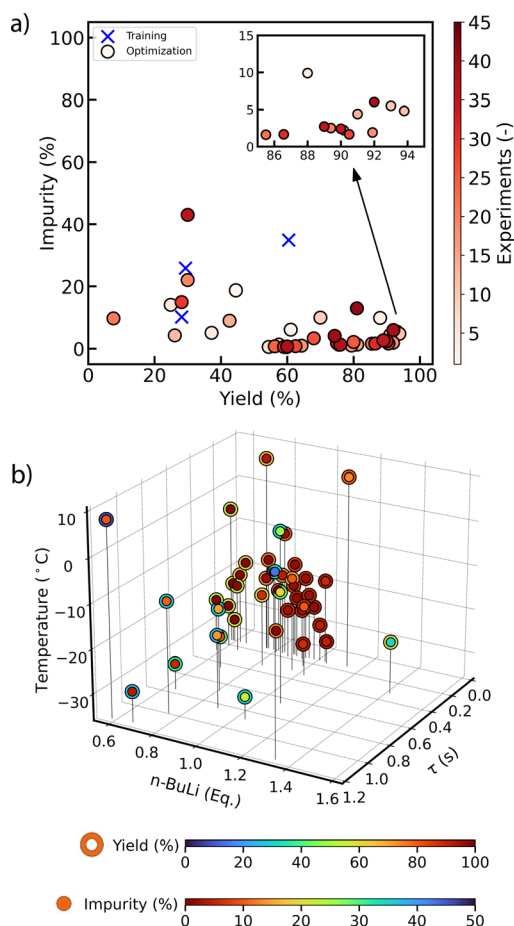 a)
Training
Optimization
15
10
5
0
86 88 90 92 94
100
80
60
40
20
0
Impurity (%)
0 20 40 60 80 100
Yield (%)
45
40
35
30
25
20
15
10
5
Experiments (-)
b)
10
0
−10
−20
−30
Temperature (°C)
0.6 0.8 1.0 1.2 1.4 1.6
n-BuLi (Eq.)
0.0
0.2
0.4
0.6
0.8
1.0
1.2
τ (s)
Yield (%)
0 20 40 60 80 100
Impurity (%)
0 10 20 30 40 50